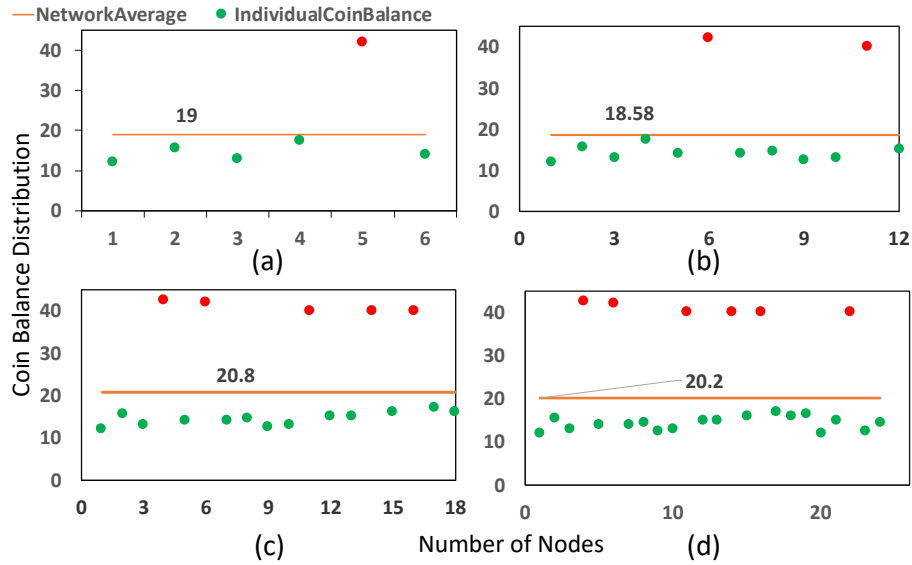 NetworkAverage IndividualCoinBalance
Coin Balance Distribution
40
30
20
10
0
19
1 2 3 4 5 6
(a)
40
30
20
10
0
18.58
0 3 6 9 12
(b)
40
30
20
10
0
20.8
0 3 6 9 12 15 18
(c)
40
30
20
10
0
20.2
0 10 20
(d)
Number of Nodes